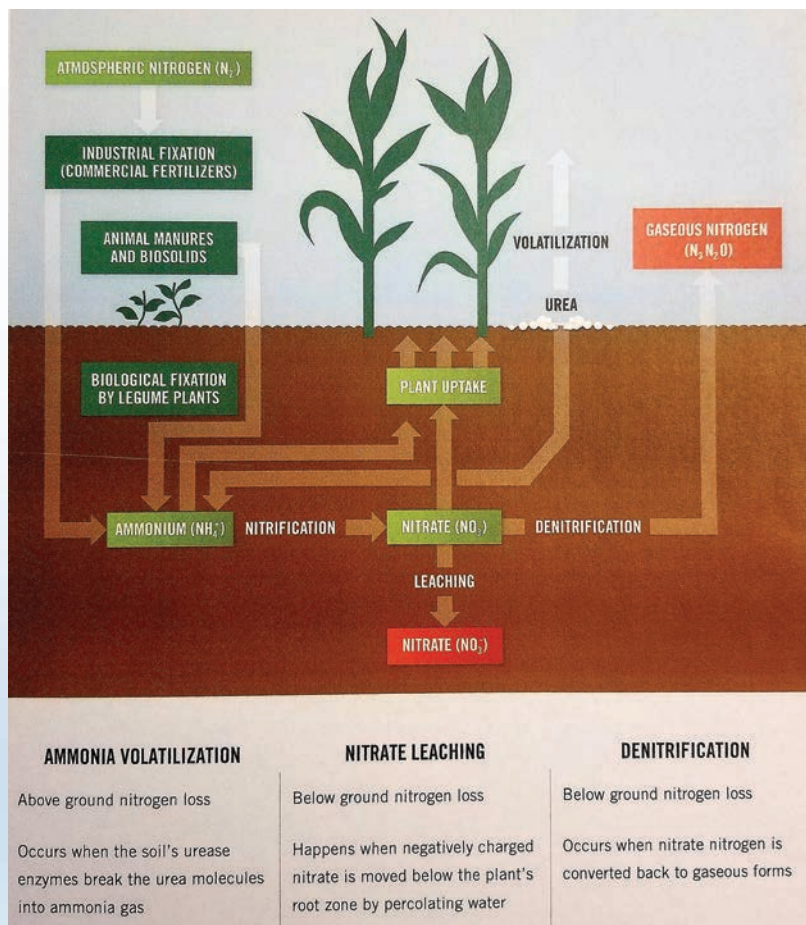 ATMOSPHERIC NITROGEN (N₂)
INDUSTRIAL FIXATION
(COMMERCIAL FERTILIZERS)
ANIMAL MANURES
AND BIOSOLIDS
VOLATILIZATION
GASEOUS NITROGEN
(N, N₂O)
UREA
BIOLOGICAL FIXATION
BY LEGUME PLANTS
PLANT UPTAKE
AMMONIUM (NH₄⁺)
NITRIFICATION
NITRATE (NO₃⁻)
DENITRIFICATION
LEACHING
NITRATE (NO₃⁻)
AMMONIA VOLATILIZATION
Above ground nitrogen loss
Occurs when the soil's urease
enzymes break the urea molecules
into ammonia gas
NITRATE LEACHING
Below ground nitrogen loss
Happens when negatively charged
nitrate is moved below the plant's
root zone by percolating water
DENITRIFICATION
Below ground nitrogen loss
Occurs when nitrate nitrogen is
converted back to gaseous forms